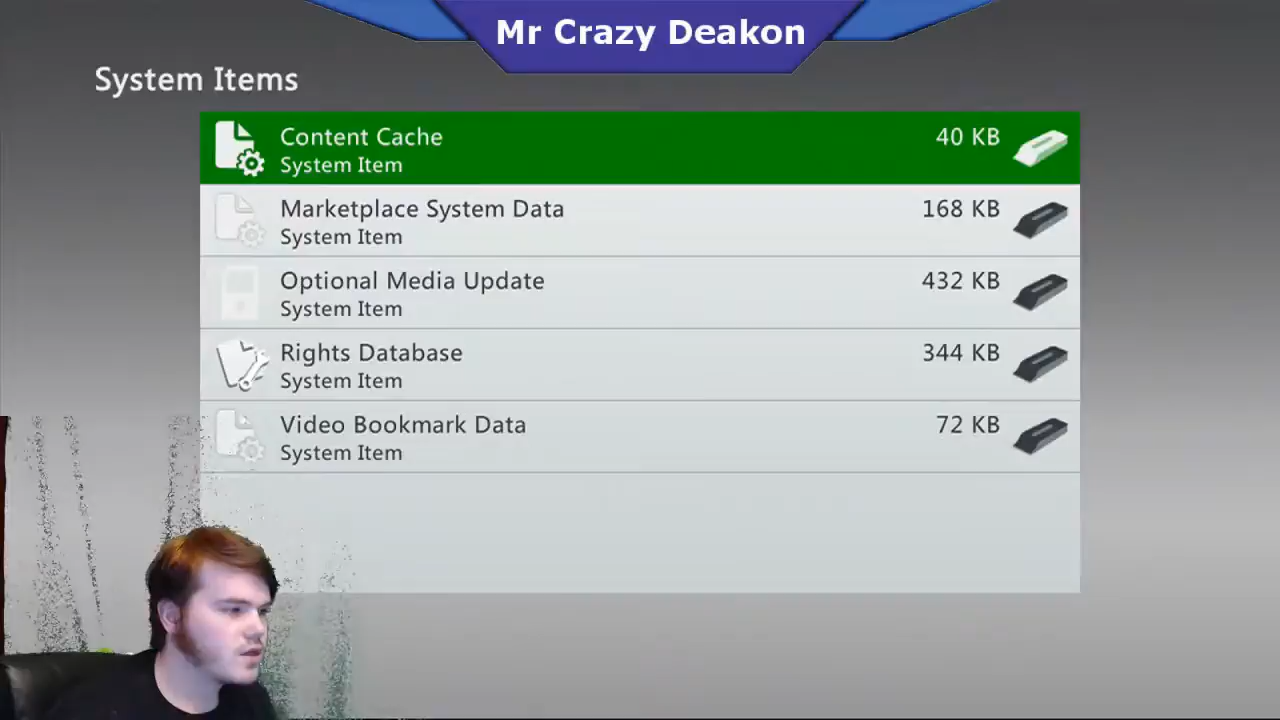 Mr Crazy Deakon
System Items
Content Cache 40 KB
System Item
Marketplace System Data 168 KB
System Item
Optional Media Update 432 KB
System Item
Rights Database 344 KB
System Item
Video Bookmark Data 72 KB
System Item